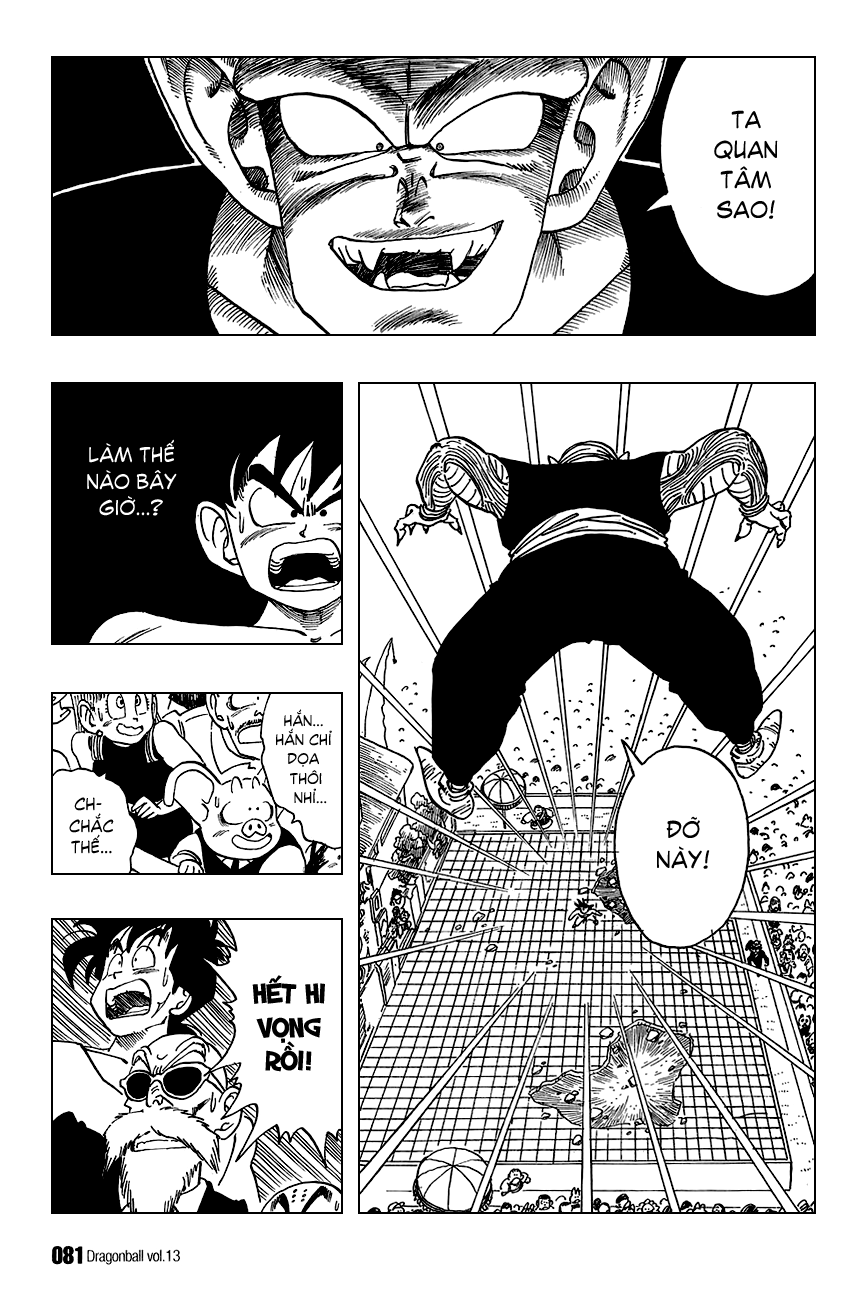 TA
QUAN
TÂM
SAO!
LÀM THẾ
NÀO BÂY
GIỜ...?
ĐỠ
NÀY!
HẮN...
HẮN CHỈ
DỌA
THÔI
NHỈ...
CH-
CHẮC
THẾ...
HẾT HI
VỌNG
RỒI!
081 Dragonball vol.13